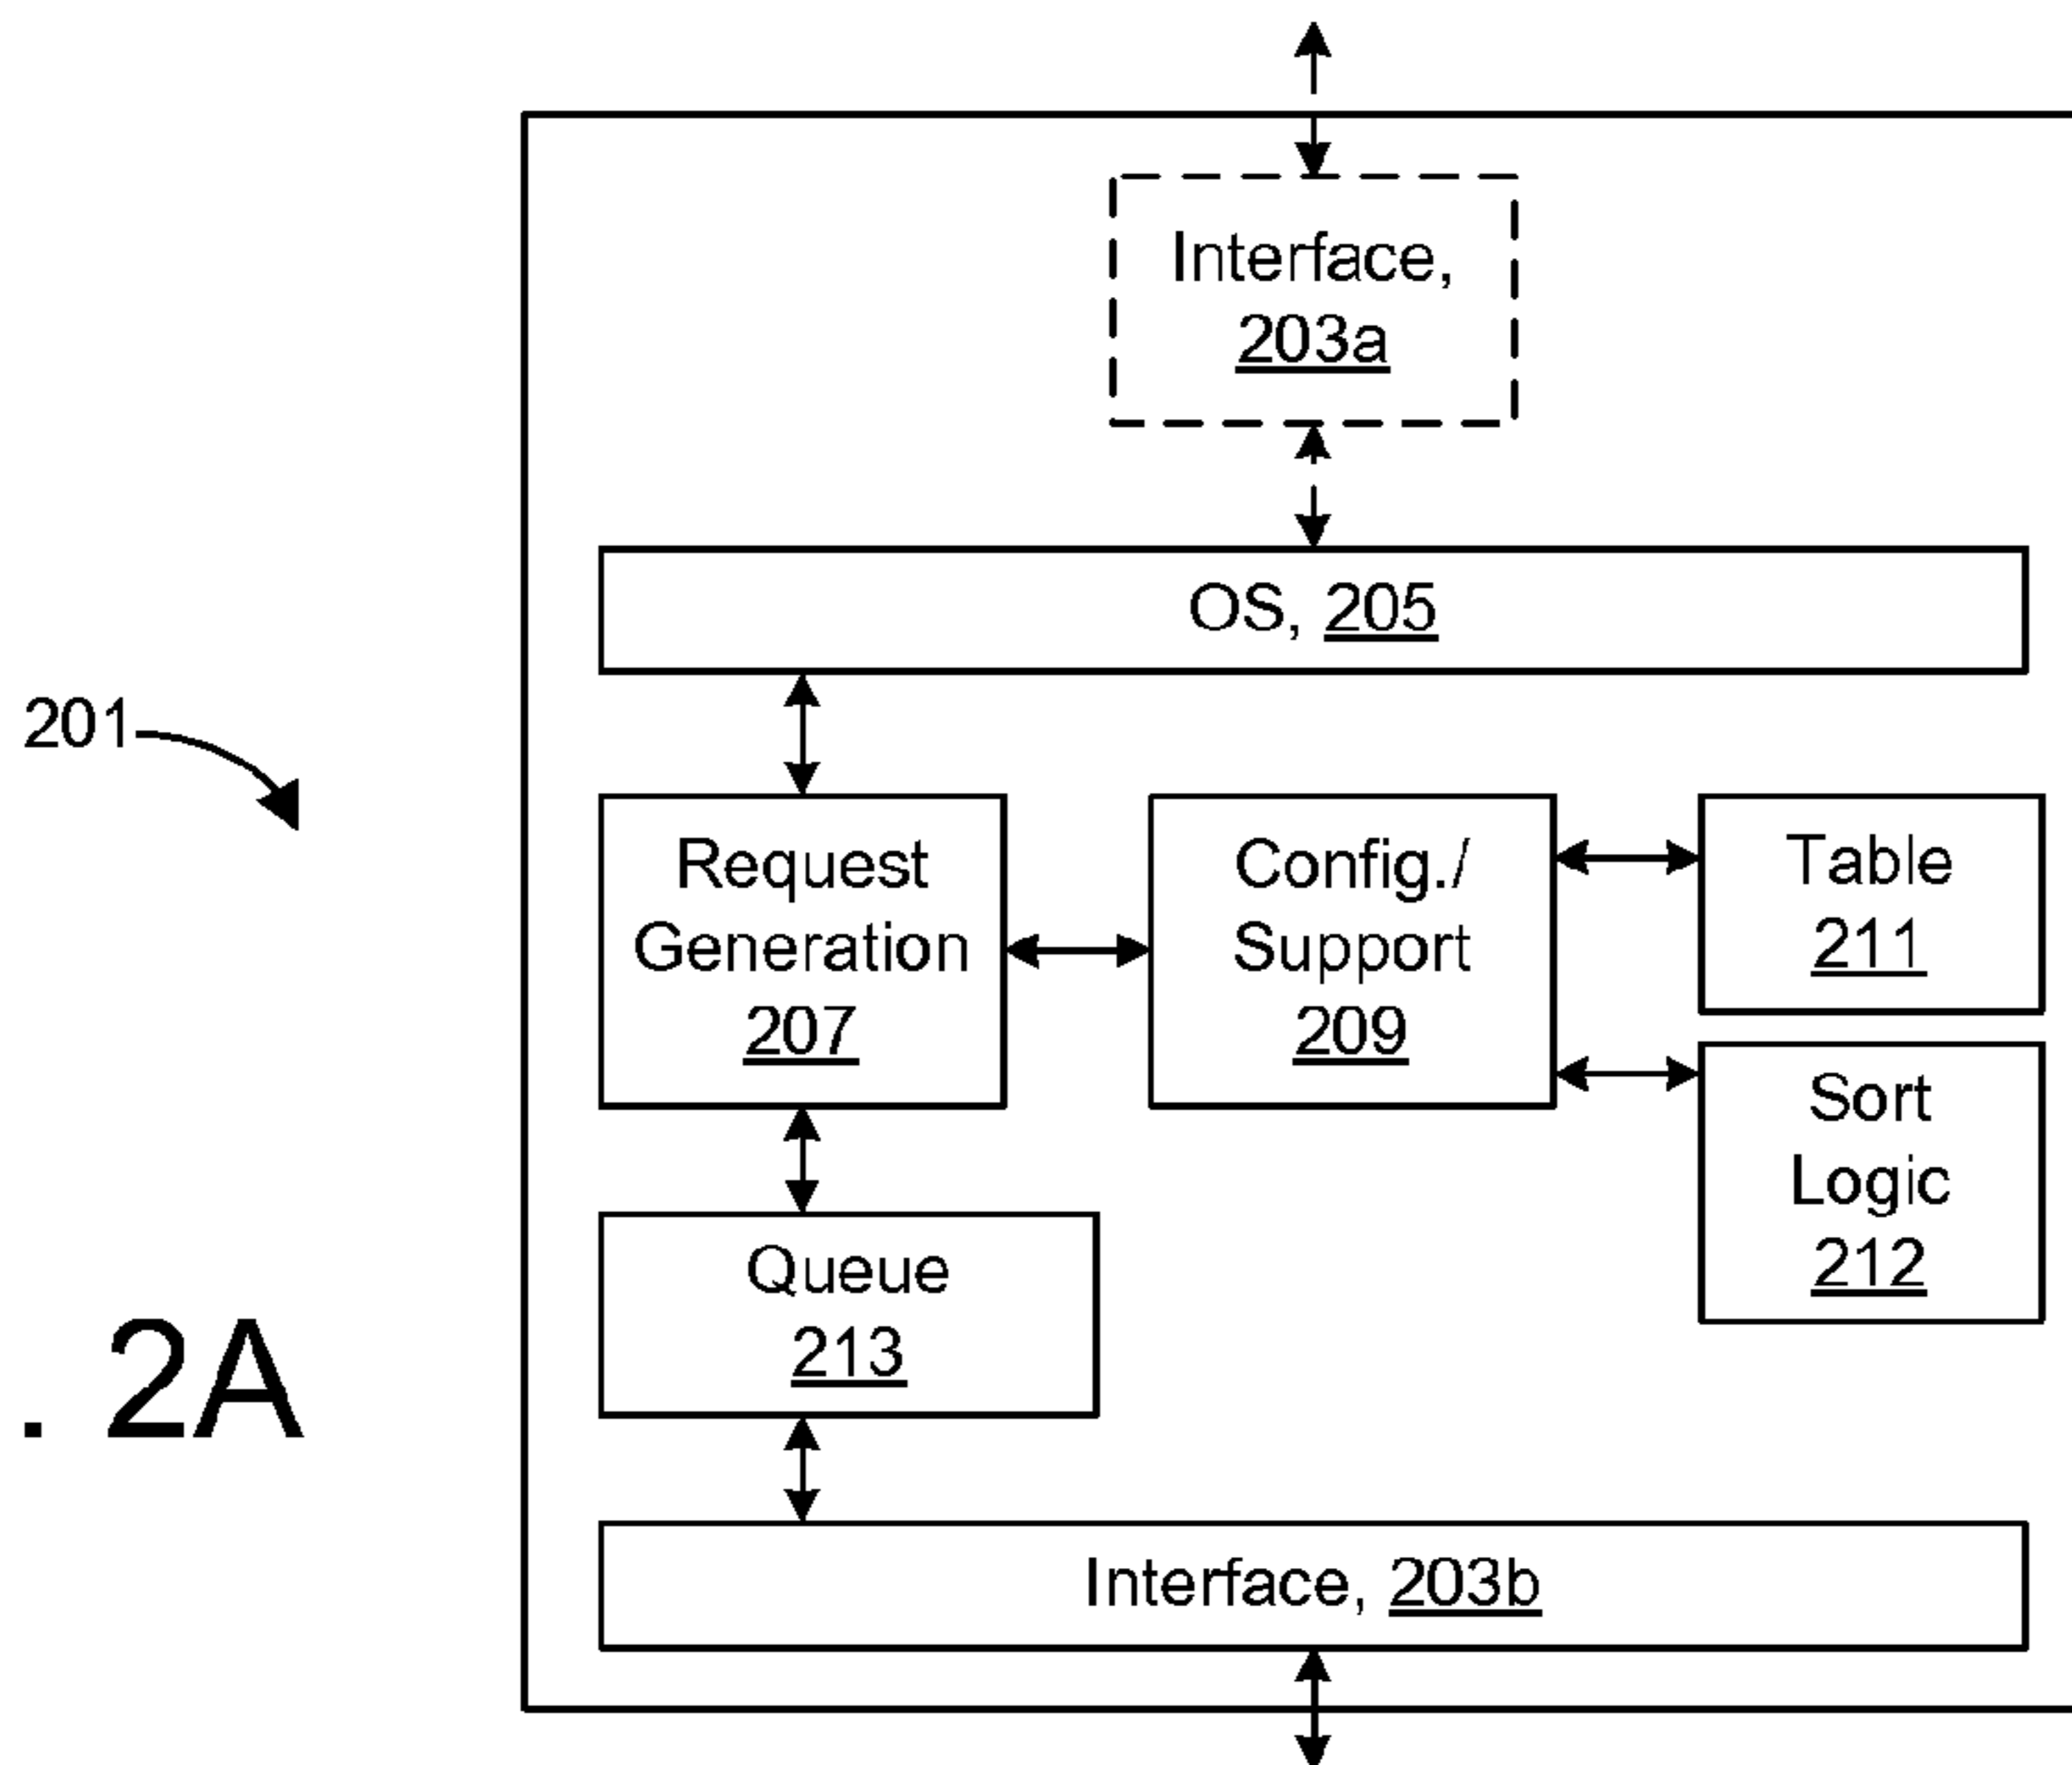 Interface,
203a
OS, 205
201
Request
Generation
207
Config./
Support
209
Table
211
Sort
Logic
212
Queue
213
. 2A
Interface, 203b